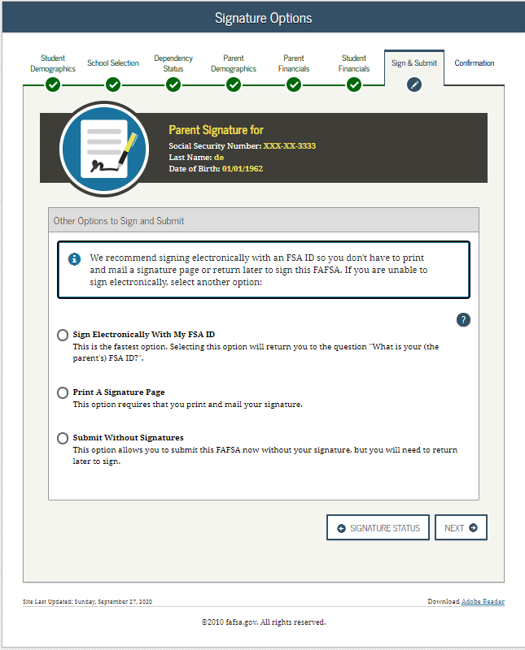 Signature Options
Student
Demographics
School Selection
Dependency
Status
Parent
Demographics
Parent
Financials
Student
Financials
Sign & Submit
Confirmation
Parent Signature for
Social Security Number: XXX-XX-3333
Last Name: de
Date of Birth: 01/01/1962
Other Options to Sign and Submit
We recommend signing electronically with an FSA ID so you don't have to print
and mail a signature page or return later to sign this FAFSA. If you are unable to
sign electronically, select another option:
?
Sign Electronically With My FSA ID
This is the fastest option. Selecting this option will return you to the question "What is your (the
parent's) FSA ID?".
Print A Signature Page
This option requires that you print and mail your signature.
Submit Without Signatures
This option allows you to submit this FAFSA now without your signature, but you will need to return
later to sign.
SIGNATURE STATUS
NEXT
Site Last Updated: Sunday, September 27, 2020
Download Adobe Reader
©2010 fafsa.gov. All rights reserved.